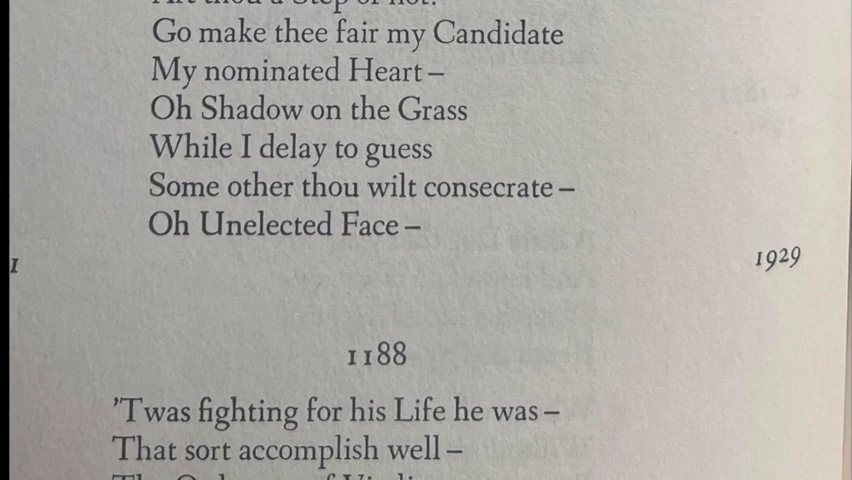 Go make thee fair my Candidate
My nominated Heart –
Oh Shadow on the Grass
While I delay to guess
Some other thou wilt consecrate –
Oh Unelected Face –
1 1929
1188
’Twas fighting for his Life he was –
That sort accomplish well –